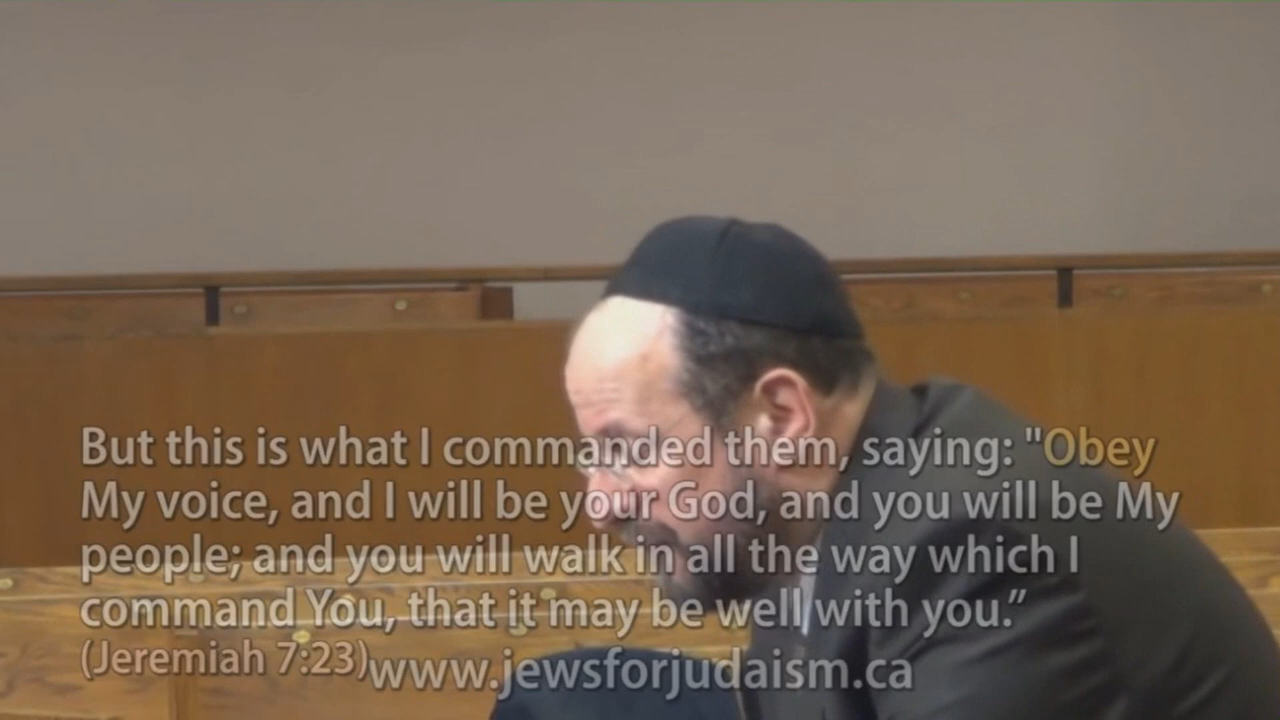 But this is what I commanded them, saying: "Obey
My voice, and I will be your God, and you will be My
people; and you will walk in all the way which I
command You, that it may be well with you.”
(Jeremiah 7:23)
www.jewsforjudaism.ca